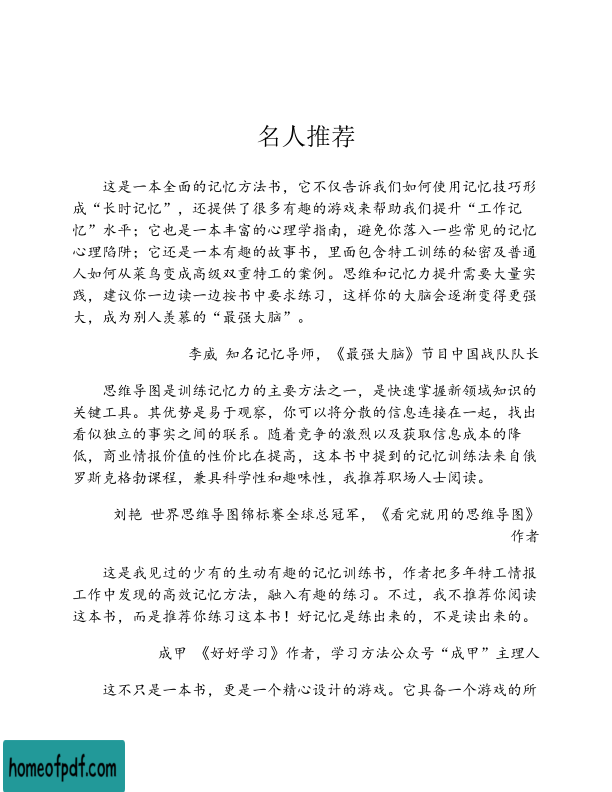 名人推荐
这是一本全面的记忆方法书，它不仅告诉我们如何使用记忆技巧形
成“长时记忆”，还提供了很多有趣的游戏来帮助我们提升“工作记
忆”水平；它也是一本丰富的心理学指南，避免你落入一些常见的记忆
心理陷阱；它还是一本有趣的故事书，里面包含特工训练的秘密及普通
人如何从菜鸟变成高级双重特工的案例。思维和记忆力提升需要大量实
践，建议你一边读一边按书中要求练习，这样你的大脑会逐渐变得更强
大，成为别人羡慕的“最强大脑”。
李威 知名记忆导师，《最强大脑》节目中国战队队长
思维导图是训练记忆力的主要方法之一，是快速掌握新领域知识的
关键工具。其优势是易于观察，你可以将分散的信息连接在一起，找出
看似独立的事实之间的联系。随着竞争的激烈以及获取信息成本的降
低，商业情报价值的性价比在提高，这本书中提到的记忆训练法来自俄
罗斯克格勃课程，兼具科学性和趣味性，我推荐职场人士阅读。
刘艳 世界思维导图锦标赛全球总冠军，《看完就用的思维导图》
作者
这是我见过的少有的生动有趣的记忆训练书，作者把多年特工情报
工作中发现的高效记忆方法，融入有趣的练习。不过，我不推荐你阅读
这本书，而是推荐你练习这本书！好记忆是练出来的，不是读出来的。
成甲 《好好学习》作者，学习方法公众号“成甲”主理人
这不只是一本书，更是一个精心设计的游戏。它具备一个游戏的所
homeofpdf.com